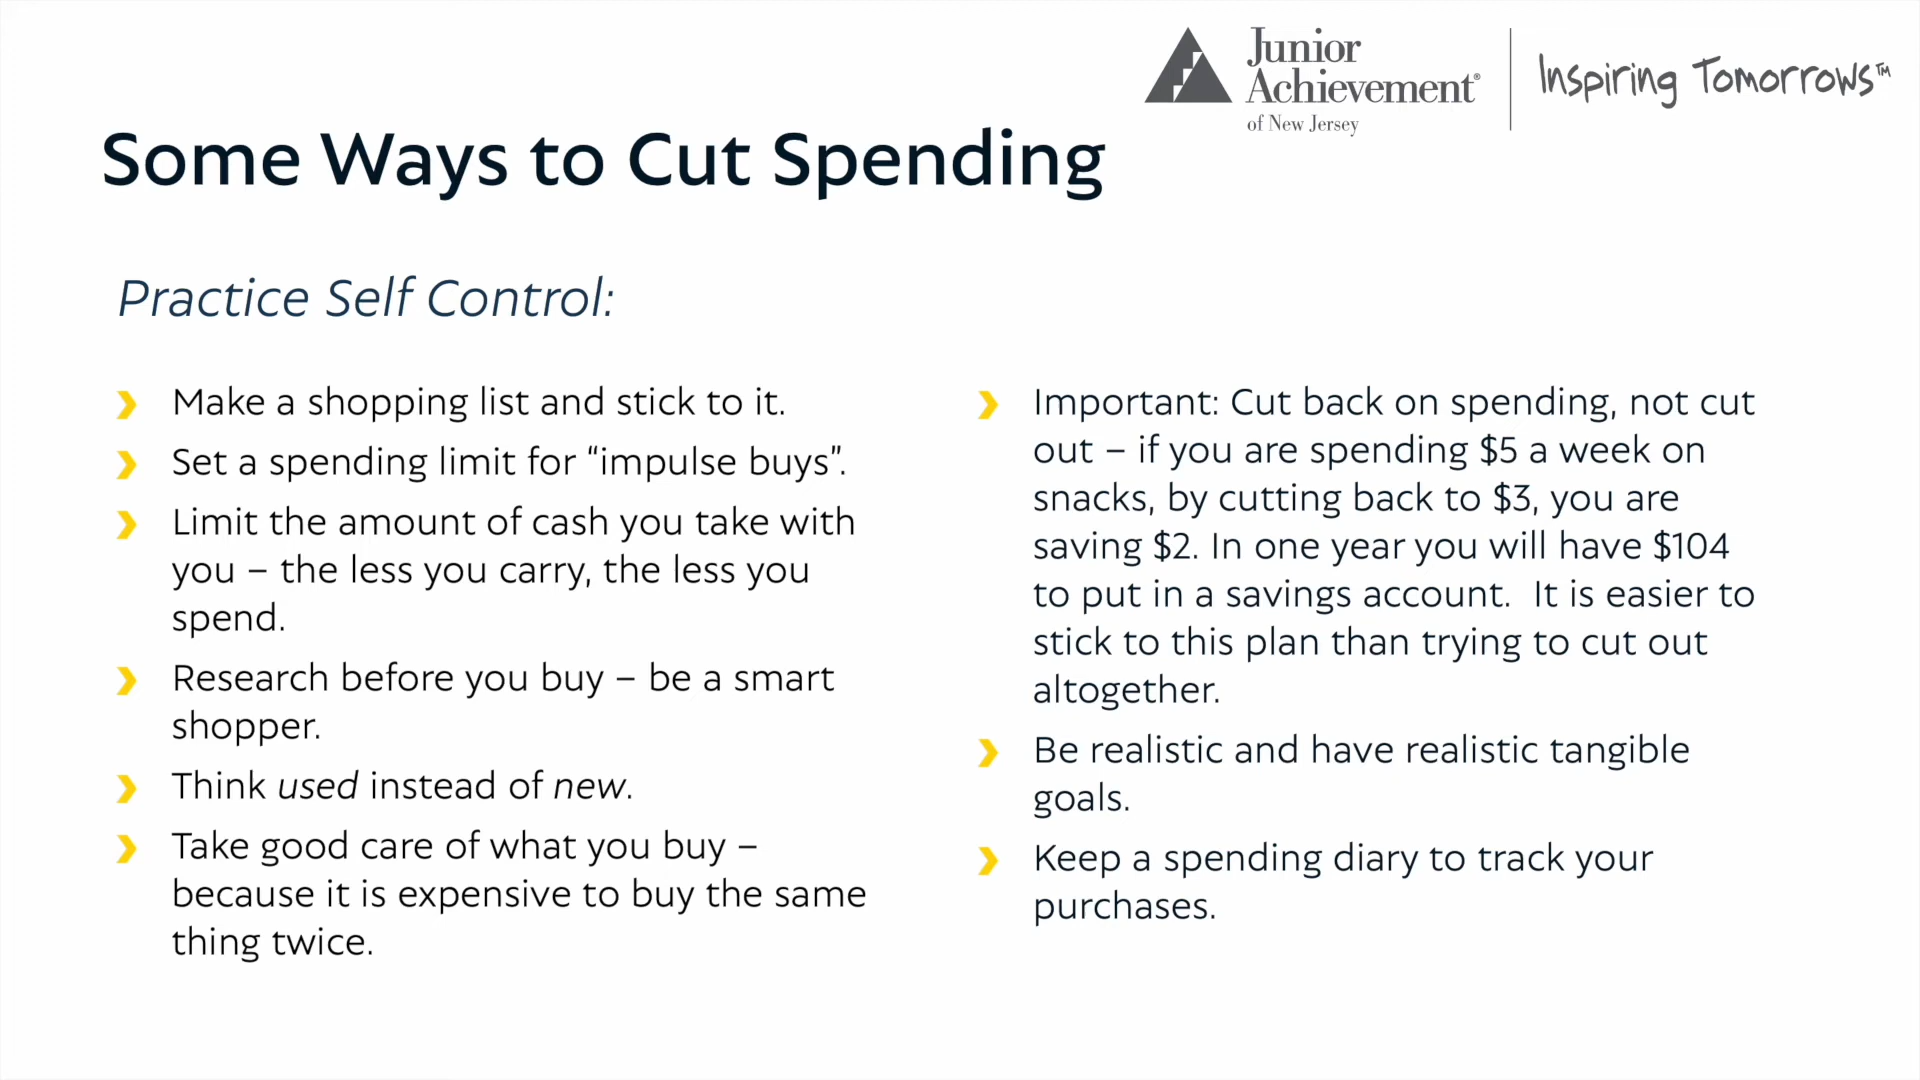 Junior
Achievement®
of New Jersey
Inspiring Tomorrows™
Some Ways to Cut Spending
Practice Self Control:
Make a shopping list and stick to it.
Set a spending limit for “impulse buys”.
Limit the amount of cash you take with
you – the less you carry, the less you
spend.
Research before you buy – be a smart
shopper.
Think used instead of new.
Take good care of what you buy –
because it is expensive to buy the same
thing twice.
Important: Cut back on spending, not cut
out – if you are spending $5 a week on
snacks, by cutting back to $3, you are
saving $2. In one year you will have $104
to put in a savings account.  It is easier to
stick to this plan than trying to cut out
altogether.
Be realistic and have realistic tangible
goals.
Keep a spending diary to track your
purchases.